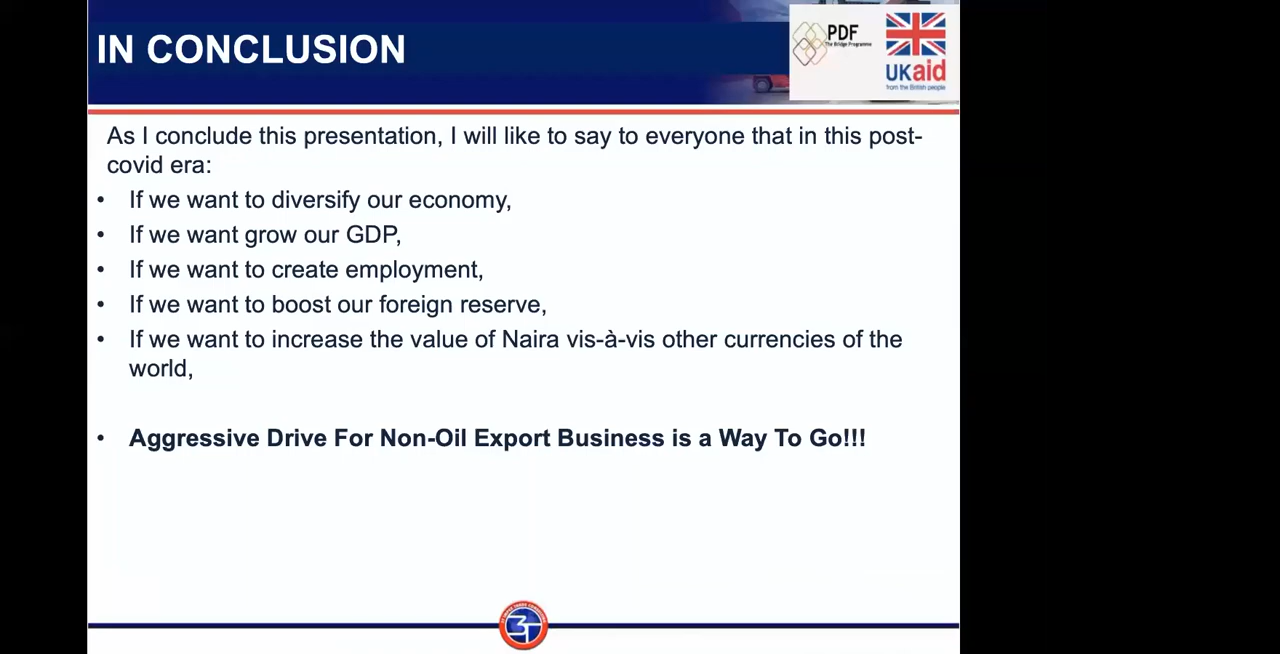 IN CONCLUSION
PDF
The Bridge Programme
UKaid
from the British people
As I conclude this presentation, I will like to say to everyone that in this post-
covid era:
• If we want to diversify our economy,
• If we want grow our GDP,
• If we want to create employment,
• If we want to boost our foreign reserve,
• If we want to increase the value of Naira vis-à-vis other currencies of the
world,
• Aggressive Drive For Non-Oil Export Business is a Way To Go!!!
3T